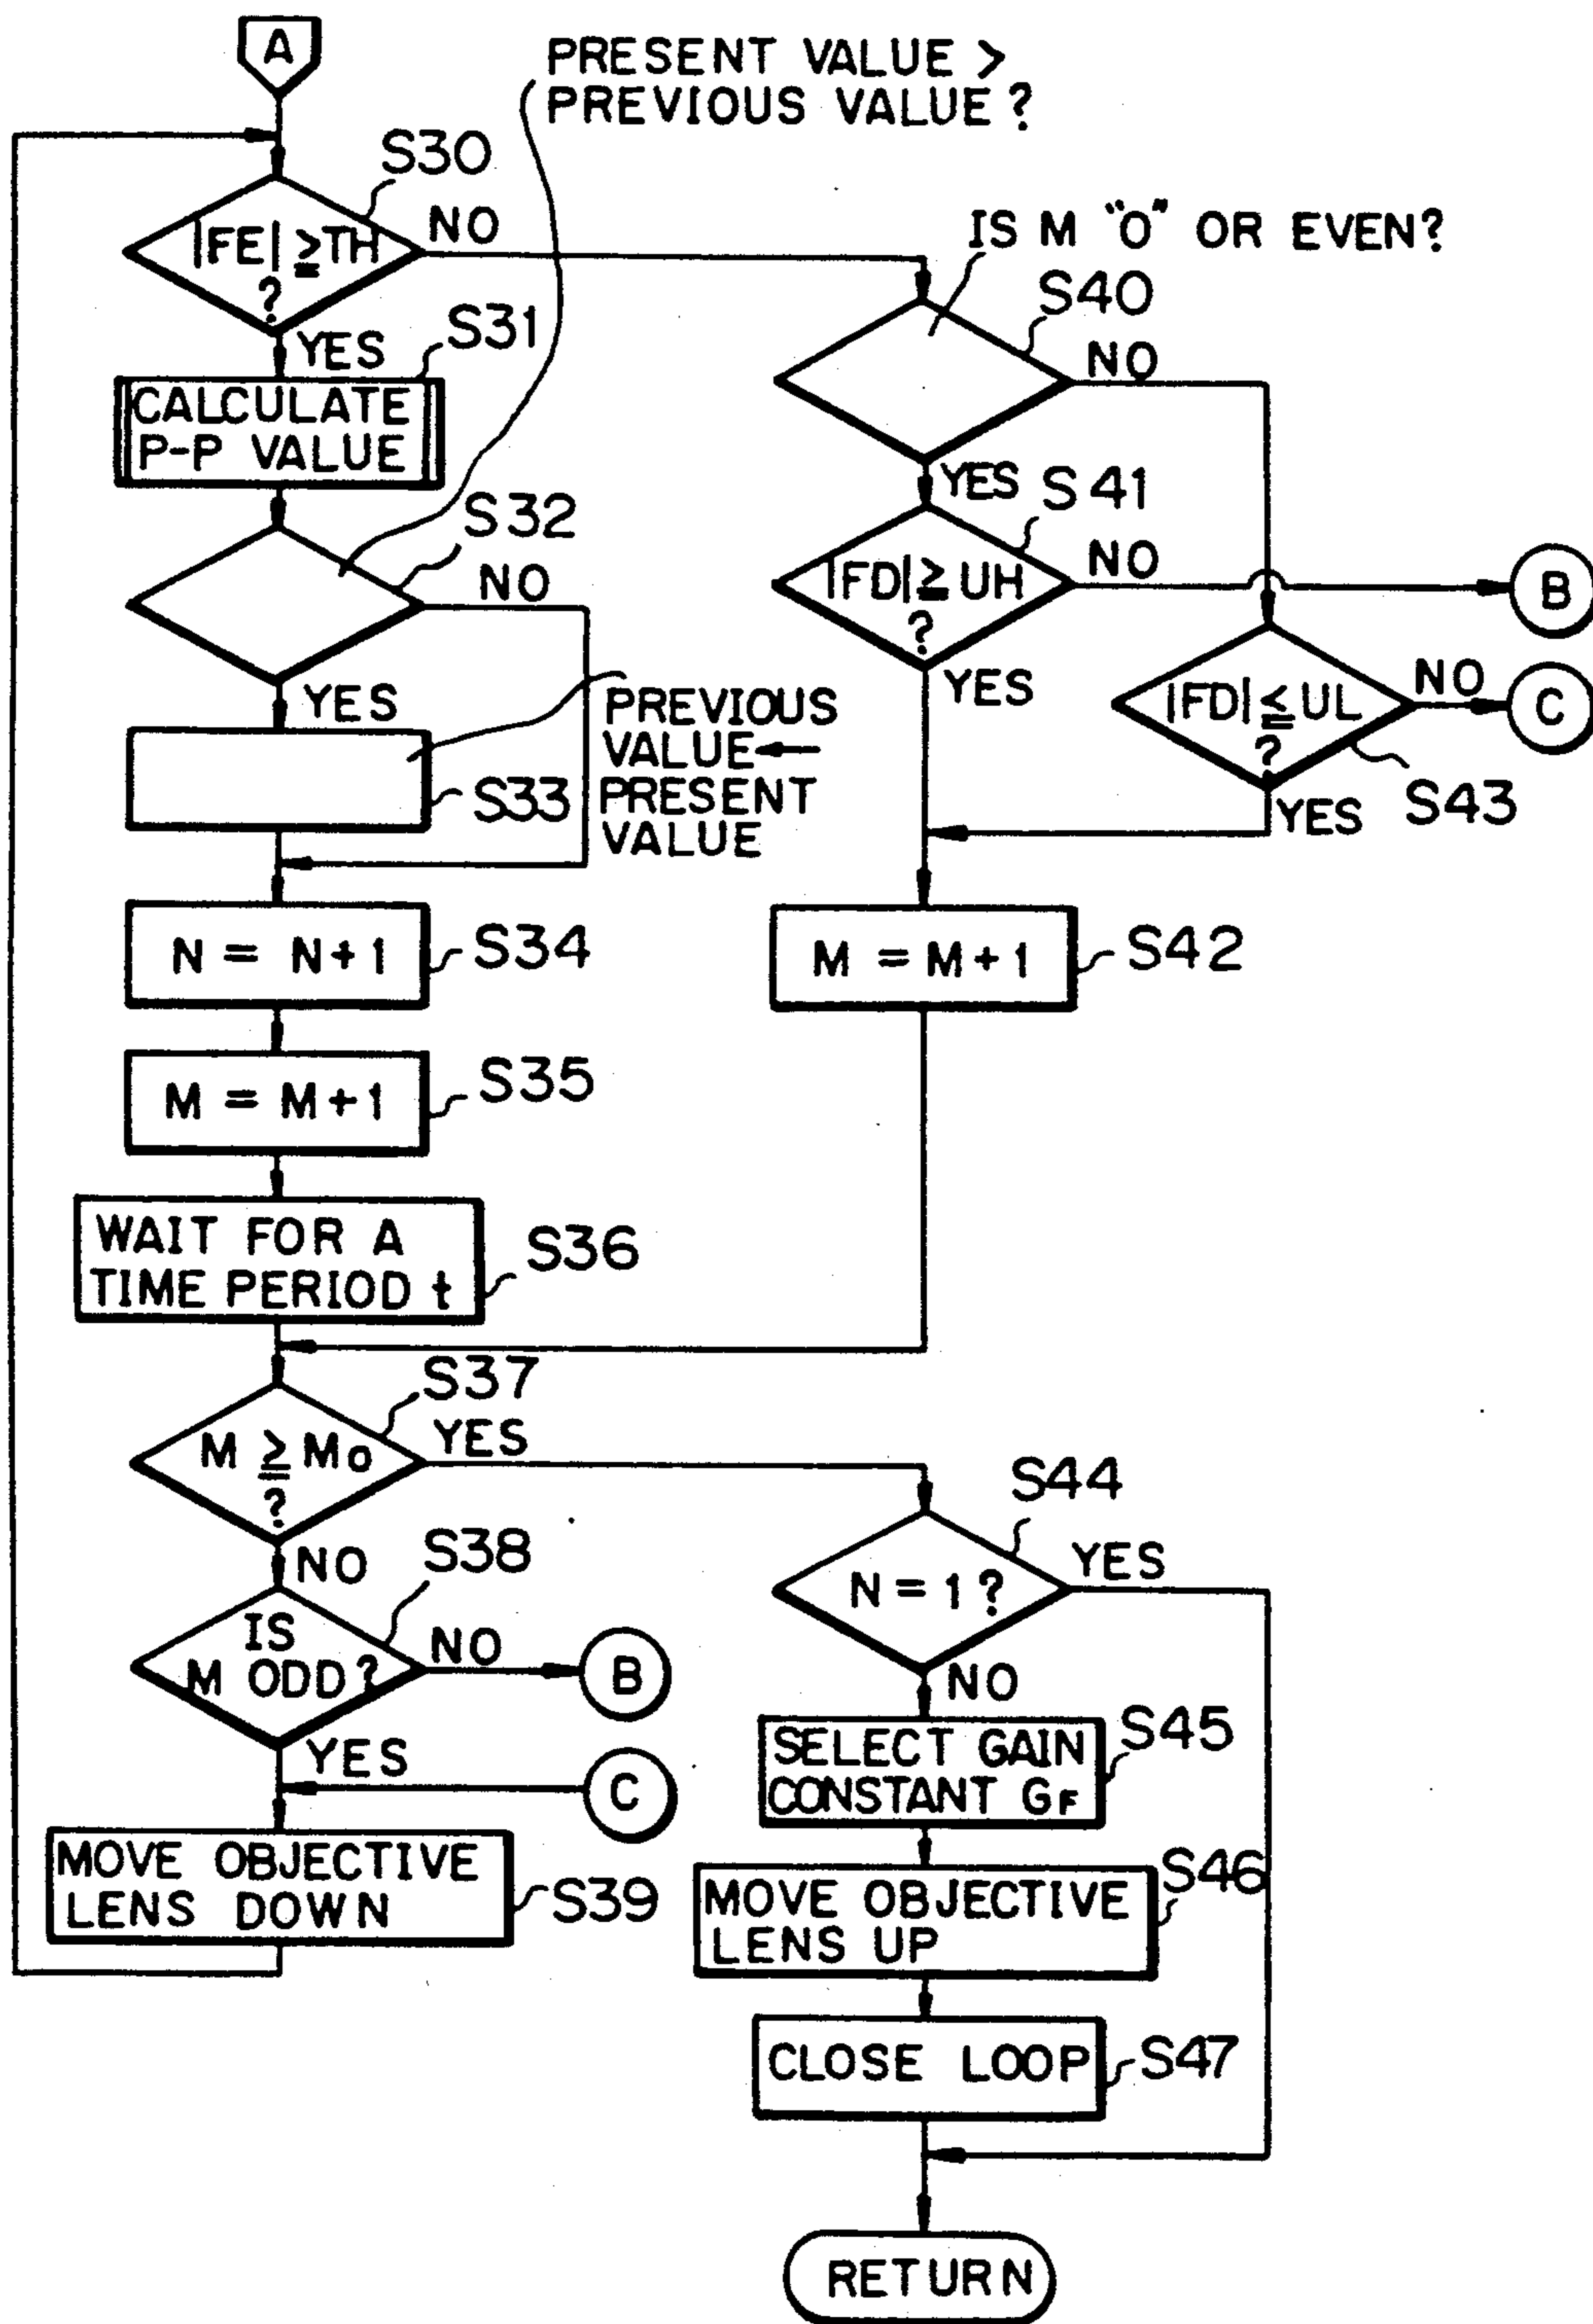 A
PRESENT VALUE >
PREVIOUS VALUE ?
S30
|FE| ≧TH
?
NO
YES
S31
CALCULATE
P-P VALUE
S32
NO
YES
PREVIOUS
VALUE←
PRESENT
VALUE
S33
N = N+1
S34
M = M+1
S35
WAIT FOR A
TIME PERIOD t
S36
S37
M ≧ Mo
?
YES
NO
S38
IS
M ODD ?
NO
B
YES
C
MOVE OBJECTIVE
LENS DOWN
S39
IS M "0" OR EVEN?
S40
NO
YES
S41
|FD|≧ UH
?
NO
B
YES
|FD|≦ UL
?
NO
C
S43
YES
M = M+1
S42
S44
N = 1 ?
YES
NO
S45
SELECT GAIN
CONSTANT GF
S46
MOVE OBJECTIVE
LENS UP
CLOSE LOOP
S47
RETURN